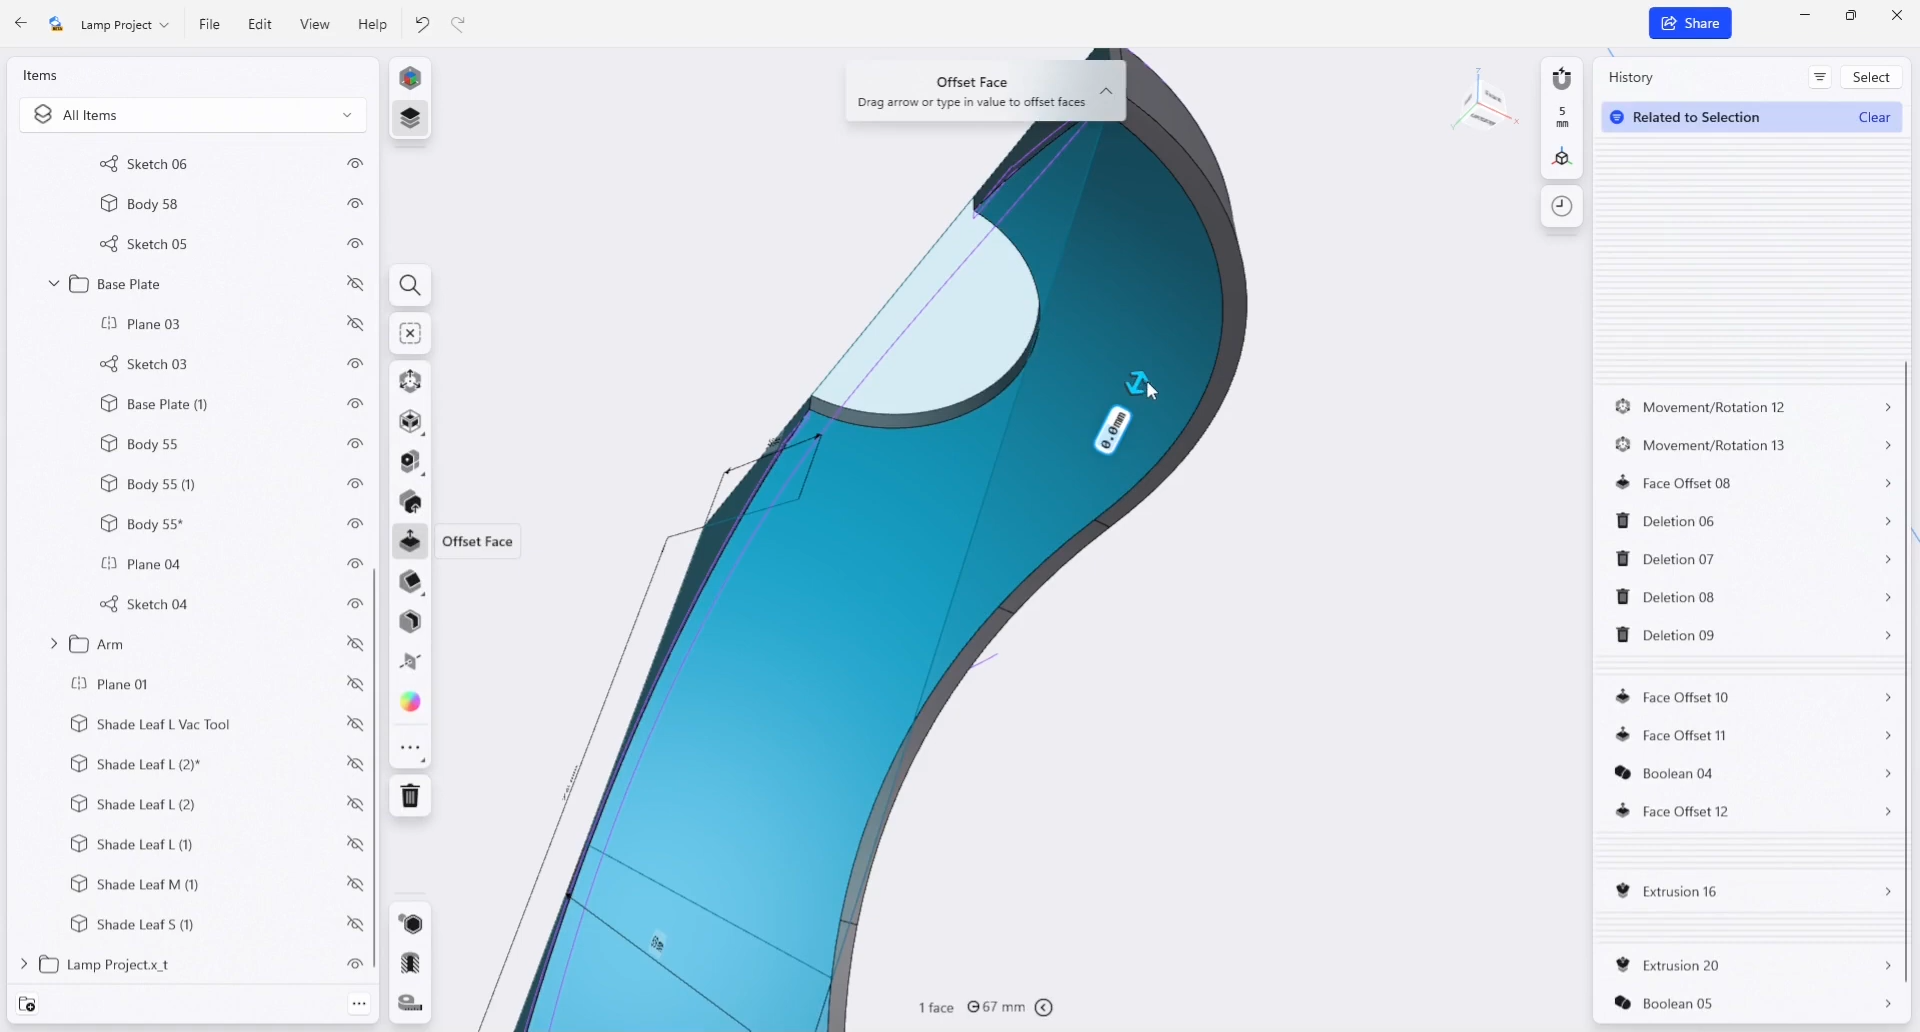 Lamp Project
File
Edit
View
Help
Share
Items
All Items
Sketch 06
Body 58
Sketch 05
Base Plate
Plane 03
Sketch 03
Base Plate (1)
Body 55
Body 55 (1)
Body 55*
Plane 04
Sketch 04
Arm
Plane 01
Shade Leaf L Vac Tool
Shade Leaf L (2)*
Shade Leaf L (2)
Shade Leaf L (1)
Shade Leaf M (1)
Shade Leaf S (1)
Lamp Project.x_t
Offset Face
Offset Face
Drag arrow or type in value to offset faces
0.0mm
1 face
67 mm
Z
X
Y
5
mm
History
Select
Related to Selection
Clear
Movement/Rotation 12
Movement/Rotation 13
Face Offset 08
Deletion 06
Deletion 07
Deletion 08
Deletion 09
Face Offset 10
Face Offset 11
Boolean 04
Face Offset 12
Extrusion 16
Extrusion 20
Boolean 05